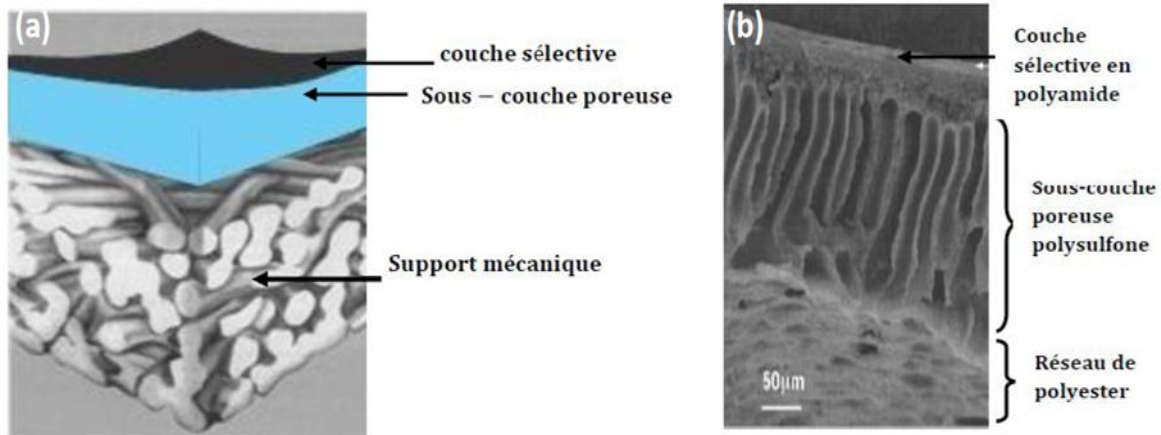 (a)
couche sélective
Sous – couche poreuse
Support mécanique
(b)
Couche
sélective en
polyamide
Sous-couche
poreuse
polysulfone
Réseau de
polyester
50µm